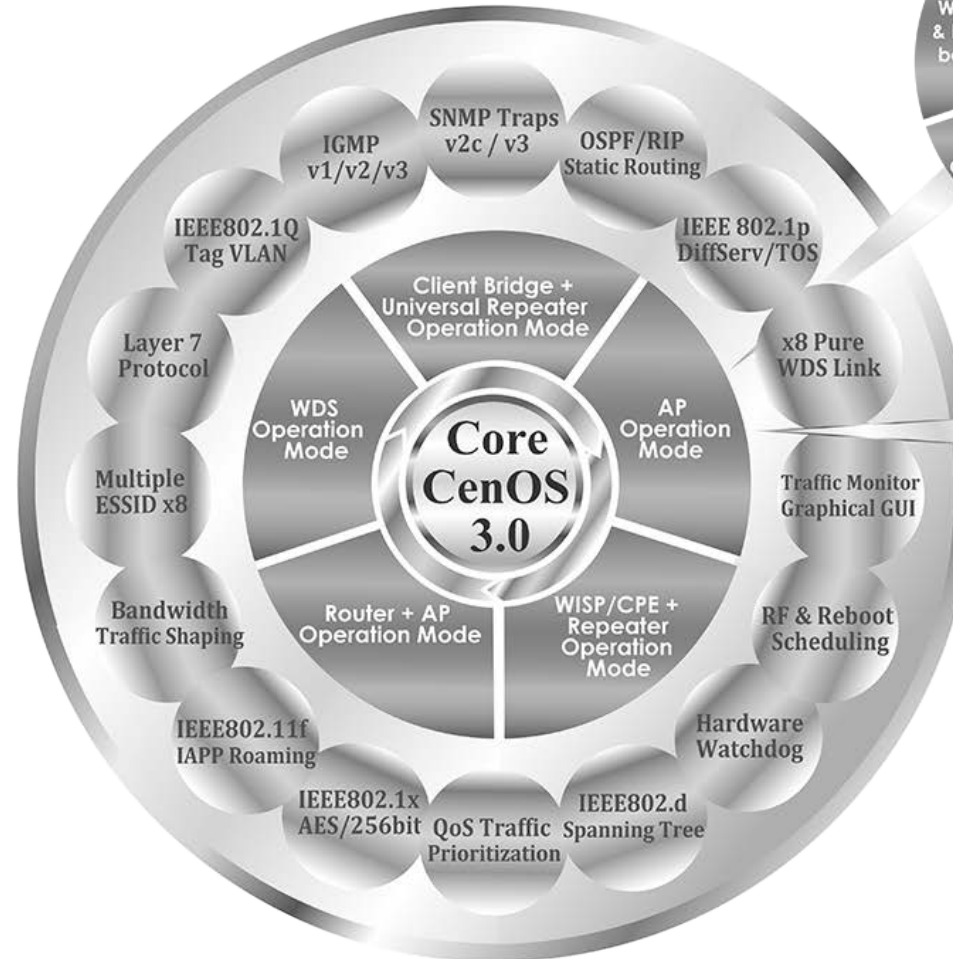 SNMP Traps
v2c / v3
OSPF/RIP
Static Routing
IEEE 802.1p
DiffServ/TOS
x8 Pure
WDS Link
Traffic Monitor
Graphical GUI
RF & Reboot
Scheduling
Hardware
Watchdog
IEEE802.d
Spanning Tree
QoS Traffic
Prioritization
IEEE802.1x
AES/256bit
IEEE802.11f
IAPP Roaming
Bandwidth
Traffic Shaping
Multiple
ESSID x8
Layer 7
Protocol
IEEE802.1Q
Tag VLAN
IGMP
v1/v2/v3
Client Bridge +
Universal Repeater
Operation Mode
AP
Operation
Mode
WISP/CPE +
Repeater
Operation
Mode
Router + AP
Operation Mode
WDS
Operation
Mode
Core
CenOS
3.0